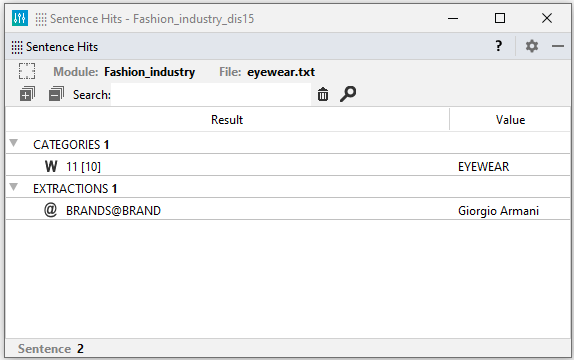 Sentence Hits - Fashion_industry_dis15
Sentence Hits ?
Module: Fashion_industry File: eyewear.txt
Search:
Result Value
CATEGORIES 1
W 11 [10] EYEWEAR
EXTRACTIONS 1
@ BRANDS@BRAND Giorgio Armani
Sentence 2